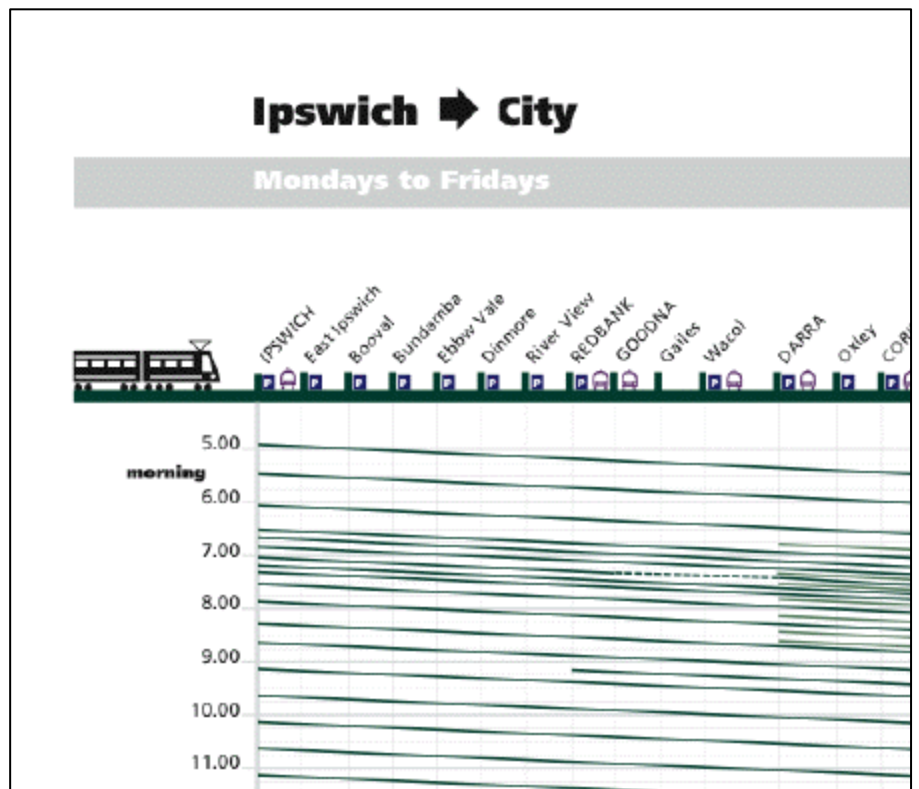 Ipswich ➡ City
Mondays to Fridays
IPSWICH
East Ipswich
Booval
Bundamba
Ebbw Vale
Dinmore
River View
REDBANK
GOODNA
Gailes
Wacol
DARRA
Oxley
P P P P P P P P P P P P
5.00
morning
6.00
7.00
8.00
9.00
10.00
11.00